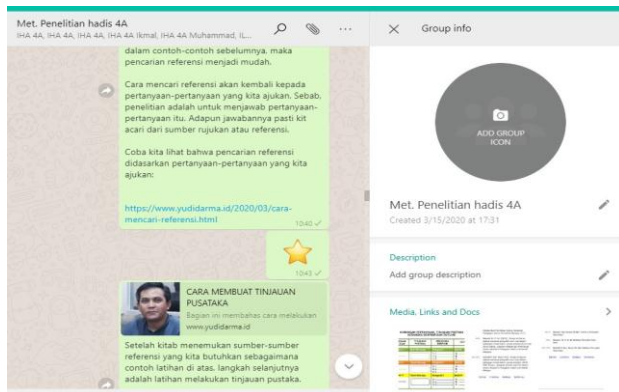 Met. Penelitian hadis 4A
IHA 4A, IHA 4A, IHA 4A, IHA 4A Ikmal, IHA 4A Muhammad, IL...
dalam contoh-contoh sebelumnya, maka
pencarian referensi menjadi mudah.
Cara mencari referensi akan kembali kepada
pertanyaan-pertanyaan yang kita ajukan. Sebab,
penelitian adalah untuk menjawab pertanyaan-
pertanyaan itu. Adapun jawabannya pasti kit
acari dari sumber rujukan atau referensi.
Coba kita lihat bahwa pencarian referensi
didasarkan pertanyaan-pertanyaan yang kita
ajukan:
https://www.yudidarma.id/2020/03/cara-
mencari-referensi.html
10:40
10:43
CARA MEMBUAT TINJAUAN
PUSATAKA
Bagian ini membahas cara melakukan
www.yudidarma.id
Setelah kitab menemukan sumber-sumber
referensi yang kita butuhkan sebagaimana
contoh latihan di atas. langkah selanjutnya
adalah latihan melakukan tinjauan pustaka.
Group info
ADD GROUP
ICON
Met. Penelitian hadis 4A
Created 3/15/2020 at 17:31
Description
Add group description
Media, Links and Docs